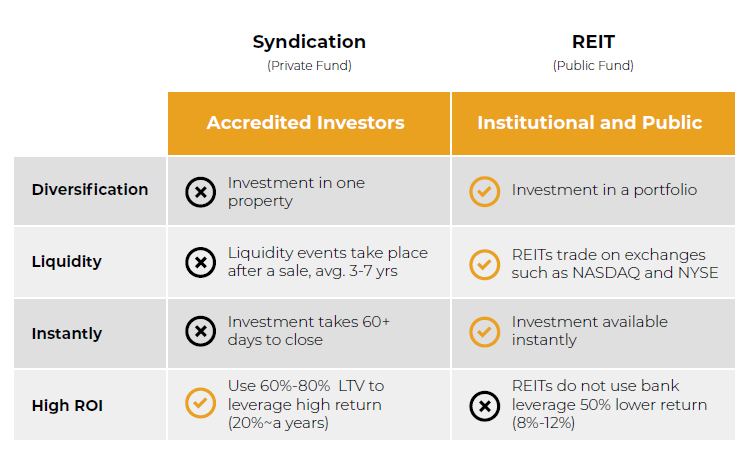 Syndication
(Private Fund)
REIT
(Public Fund)
Accredited Investors
Institutional and Public
Diversification
Investment in one
property
Investment in a portfolio
Liquidity
Liquidity events take place
after a sale, avg. 3-7 yrs
REITs trade on exchanges
such as NASDAQ and NYSE
Instantly
Investment takes 60+
days to close
Investment available
instantly
High ROI
Use 60%-80% LTV to
leverage high return
(20%~a years)
REITs do not use bank
leverage 50% lower return
(8%-12%)